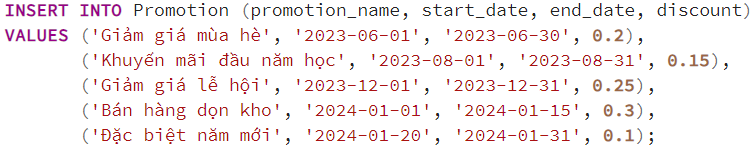 INSERT INTO Promotion (promotion_name, start_date, end_date, discount)
VALUES ('Giảm giá mùa hè', '2023-06-01', '2023-06-30', 0.2),
('Khuyến mãi đầu năm học', '2023-08-01', '2023-08-31', 0.15),
('Giảm giá lễ hội', '2023-12-01', '2023-12-31', 0.25),
('Bán hàng dọn kho', '2024-01-01', '2024-01-15', 0.3),
('Đặc biệt năm mới', '2024-01-20', '2024-01-31', 0.1);